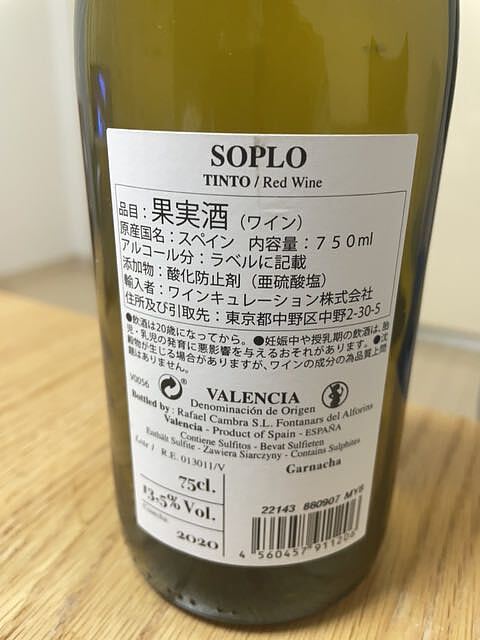 SOPLO
TINTO / Red Wine
品目：果実酒（ワイン）
原産国名：スペイン 内容量：７５０ml
アルコール分：ラベルに記載
添加物：酸化防止剤（亜硫酸塩）
輸入者：ワインキュレーション株式会社
住所及び引取先：東京都中野区中野2-30-5
●飲酒は20歳になってから。●妊娠中や授乳期の飲酒は、胎
児・乳児の発育に悪影響を与えるおそれがあります。●沈
殿物が生じる場合がありますが、ワインの成分の為品質上問
題はありません。
V0056
VALENCIA
Denominación de Origen
Bottled by : Rafael Cambra S.L. Fontanars del Alforins
Valencia - Product of Spain - ESPAÑA
Contiene Sulfitos - Bevat Sulfieten
Enthält Sulfite - Zawiera Siarczyny - Contains Sulphites
R.E. 013011/V
Garnacha
75cl.
13.5% Vol.
2020
22143 880907 MY8
4 560457 911206